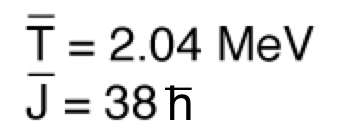 T̿ = 2.04 MeV
J̅ = 38 ħ